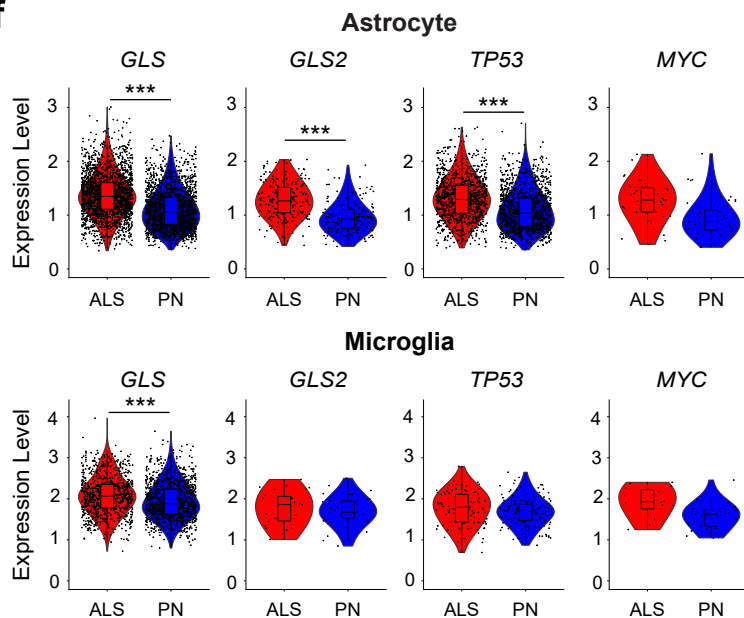 f
Astrocyte
GLS GLS2 TP53 MYC
*** *** ***
Expression Level
3 3 3 3
2 2 2 2
1 1 1 1
0 0 0 0
ALS PN ALS PN ALS PN ALS PN
Microglia
GLS GLS2 TP53 MYC
***
Expression Level
4 4 4 4
3 3 3 3
2 2 2 2
1 1 1 1
0 0 0 0
ALS PN ALS PN ALS PN ALS PN